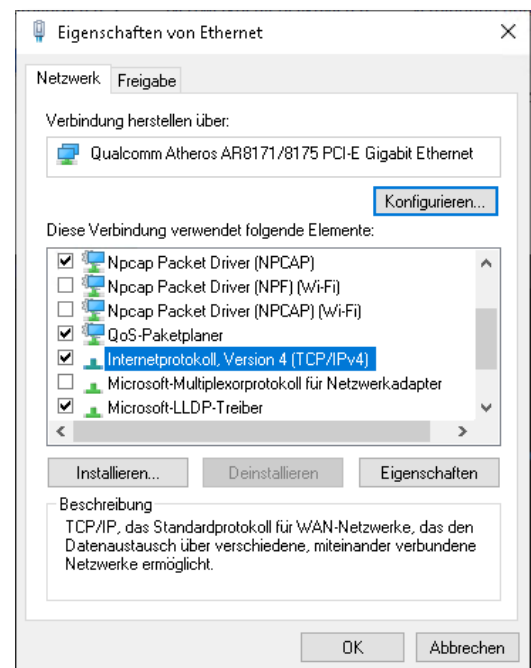 Eigenschaften von Ethernet
Netzwerk
Freigabe
Verbindung herstellen über:
Qualcomm Atheros AR8171/8175 PCI-E Gigabit Ethernet
Konfigurieren...
Diese Verbindung verwendet folgende Elemente:
Npcap Packet Driver (NPCAP)
Npcap Packet Driver (NPF) (Wi-Fi)
Npcap Packet Driver (NPCAP) (Wi-Fi)
QoS-Paketplaner
Internetprotokoll, Version 4 (TCP/IPv4)
Microsoft-Multiplexorprotokoll für Netzwerkadapter
Microsoft-LLDP-Treiber
Installieren...
Deinstallieren
Eigenschaften
Beschreibung
TCP/IP, das Standardprotokoll für WAN-Netzwerke, das den
Datenaustausch über verschiedene, miteinander verbundene
Netzwerke ermöglicht.
OK
Abbrechen